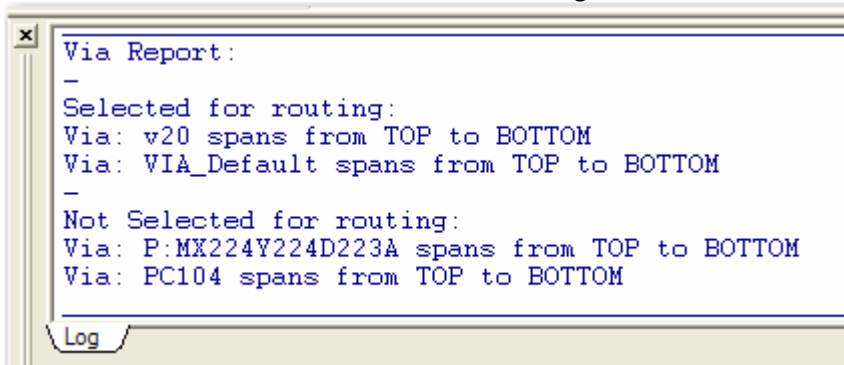 Via Report:
-
Selected for routing:
Via: v20 spans from TOP to BOTTOM
Via: VIA_Default spans from TOP to BOTTOM
-
Not Selected for routing:
Via: P:MX224Y224D223A spans from TOP to BOTTOM
Via: PC104 spans from TOP to BOTTOM
Log